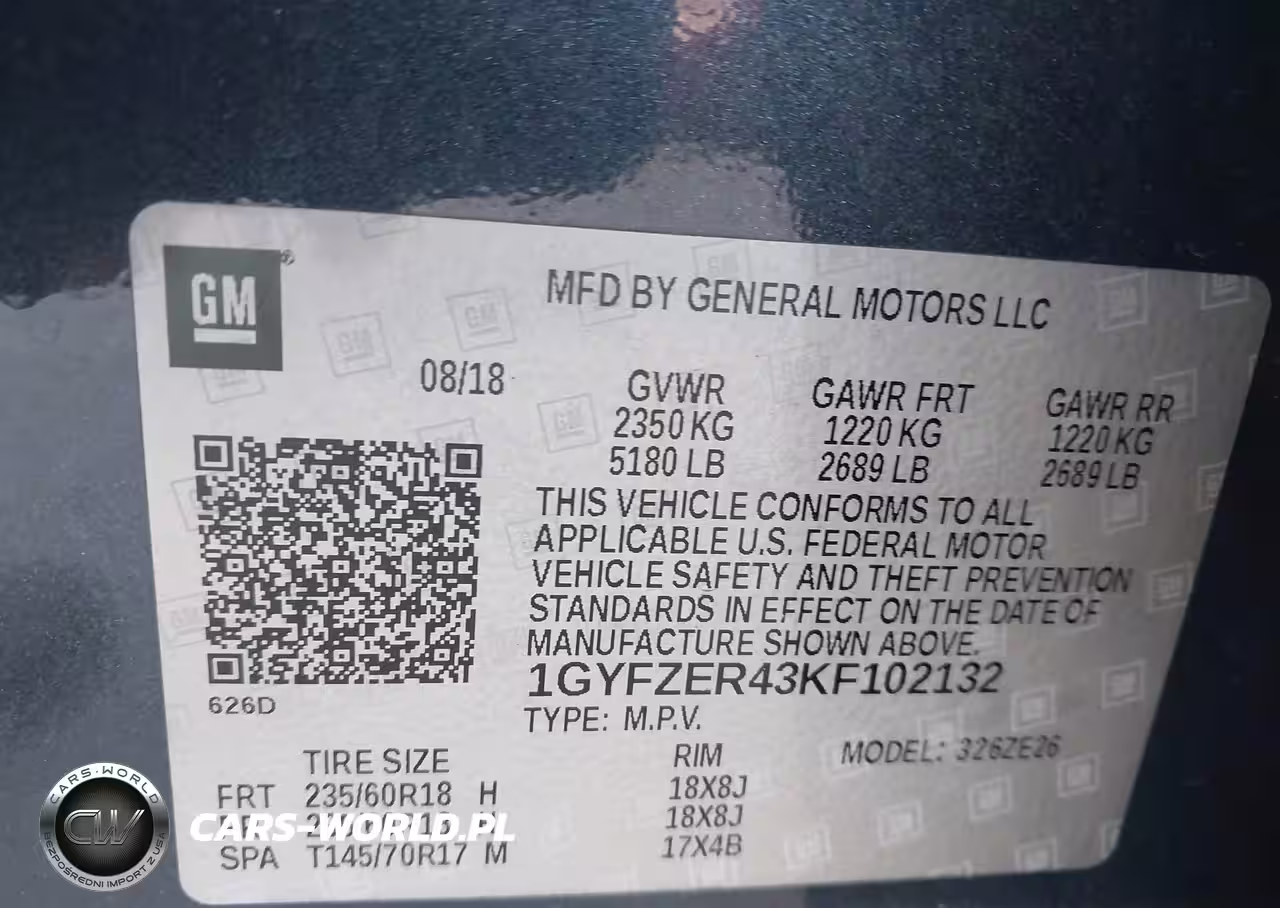 GM®
MFD BY GENERAL MOTORS LLC
08/18
GVWR GAWR FRT GAWR RR
2350 KG 1220 KG 1220 KG
5180 LB 2689 LB 2689 LB
THIS VEHICLE CONFORMS TO ALL
APPLICABLE U.S. FEDERAL MOTOR
VEHICLE SAFETY AND THEFT PREVENTION
STANDARDS IN EFFECT ON THE DATE OF
MANUFACTURE SHOWN ABOVE.
1GYFZER43KF102132
626D
TYPE: M.P.V.
TIRE SIZE RIM MODEL: 326ZE26
FRT 235/60R18 H 18X8J
18X8J
SPA T145/70R17 M 17X4B
CARS-WORLD
CW
BEZPOŚREDNI IMPORT Z USA
CARS-WORLD.PL